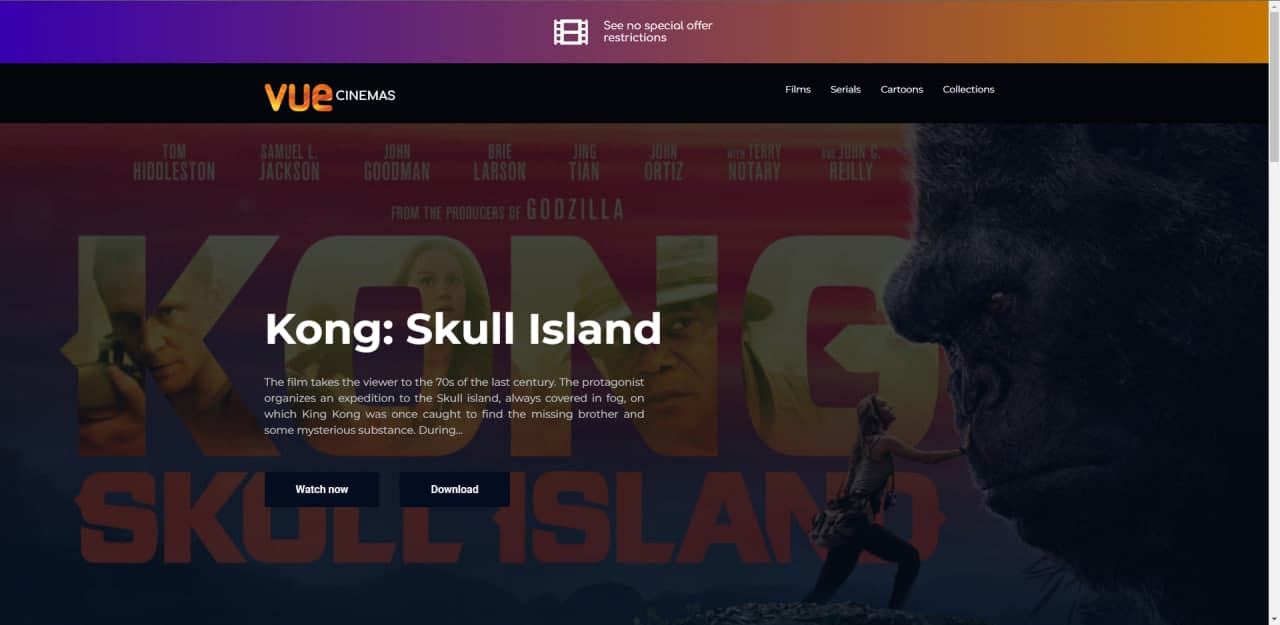 See no special offer
restrictions
vue CINEMAS
Films Serials Cartoons Collections
TOM HIDDLESTON SAMUEL L. JACKSON JOHN GOODMAN BRIE LARSON JING TIAN JOHN ORTIZ WITH TERRY NOTARY AND JOHN C. REILLY
FROM THE PRODUCERS OF GODZILLA
KONG
Kong: Skull Island
The film takes the viewer to the 70s of the last century. The protagonist
organizes an expedition to the Skull island, always covered in fog, on
which King Kong was once caught to find the missing brother and
some mysterious substance. During...
Watch now Download
SKULL ISLAND